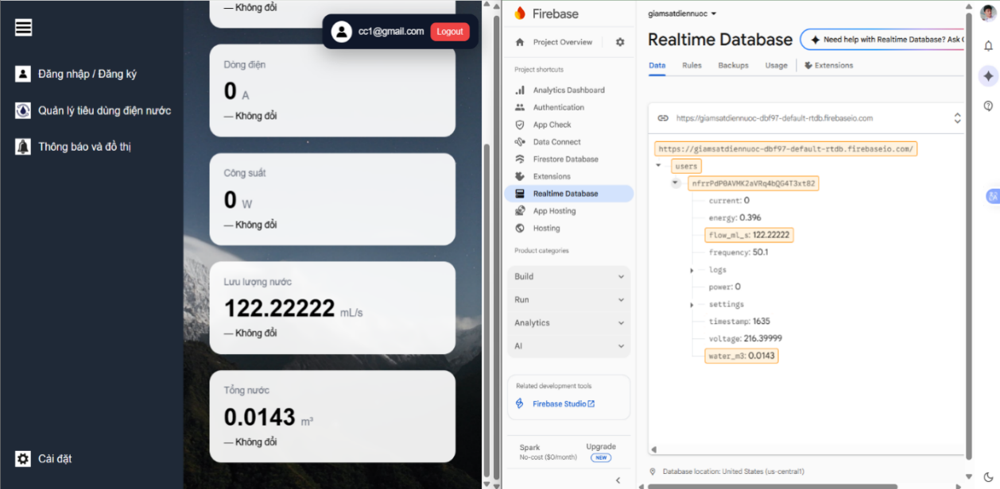 Đăng nhập / Đăng ký
Quản lý tiêu dùng điện nước
Thông báo và đồ thị
Cài đặt
— Không đổi
cc1@gmail.com
Logout
Dòng điện
0 A
— Không đổi
Công suất
0 W
— Không đổi
Lưu lượng nước
122.22222 mL/s
— Không đổi
Tổng nước
0.0143 m³
— Không đổi
Firebase
Project Overview
Project shortcuts
Analytics Dashboard
Authentication
App Check
Data Connect
Firestore Database
Extensions
Realtime Database
App Hosting
Hosting
Product categories
Build
Run
Analytics
AI
Related development tools
Firebase Studio
Spark
No-cost ($0/month)
Upgrade
NEW
giamsatdiennuoc
Realtime Database
Need help with Realtime Database? Ask
Data Rules Backups Usage Extensions
https://giamsatdiennuoc-dbf97-default-rtdb.firebaseio.com
https://giamsatdiennuoc-dbf97-default-rtdb.firebaseio.com/
users
nfrrPdP0AVMK2aVRq4bQG4T3xt82
current: 0
energy: 0.396
flow_ml_s: 122.22222
frequency: 50.1
logs
power: 0
settings
timestamp: 1635
voltage: 216.39999
water_m3: 0.0143
Database location: United States (us-central1)